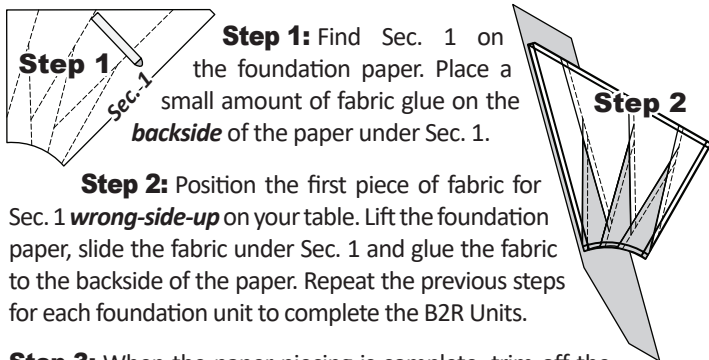 Step 1
Sec. 1
Step 1: Find Sec. 1 on
the foundation paper. Place a
small amount of fabric glue on the
backside of the paper under Sec. 1.
Step 2
Step 2: Position the first piece of fabric for
Sec. 1 wrong-side-up on your table. Lift the foundation
paper, slide the fabric under Sec. 1 and glue the fabric
to the backside of the paper. Repeat the previous steps
for each foundation unit to complete the B2R Units.
Step 3: When the paper piecing is complete, trim off the